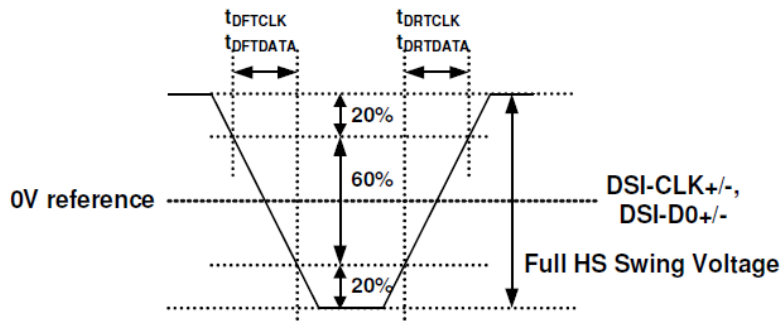 tDFTCLK
tDFTDATA
tDRTCLK
tDRTDATA
20%
60%
0V reference
DSI-CLK+/-,
DSI-D0+/-
Full HS Swing Voltage
20%